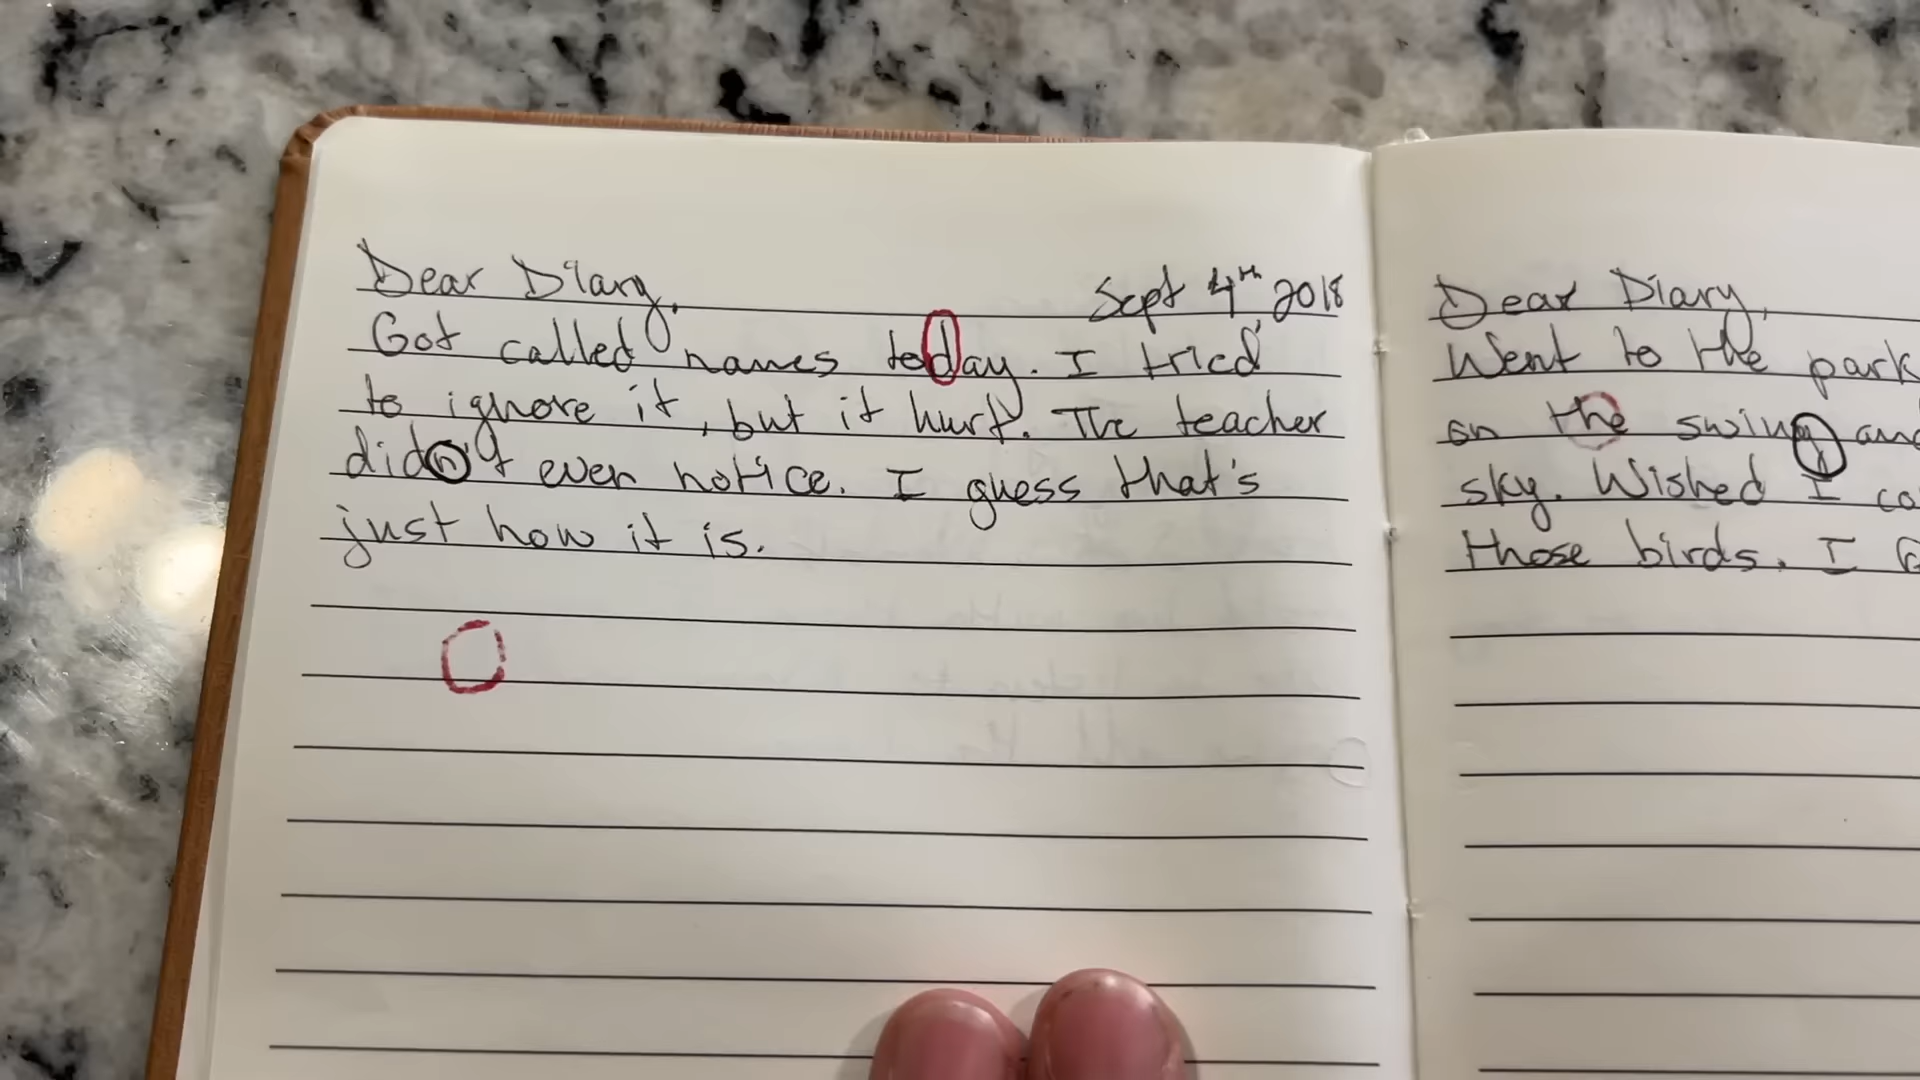 Dear Diary,
Sept 4th, 2018
Got called names today. I tried
to ignore it, but it hurt. The teacher
didn't even notice. I guess that's
just how it is.
Dear Diary,
Went to the park
on the swing and
sky. Wished I co
those birds. I